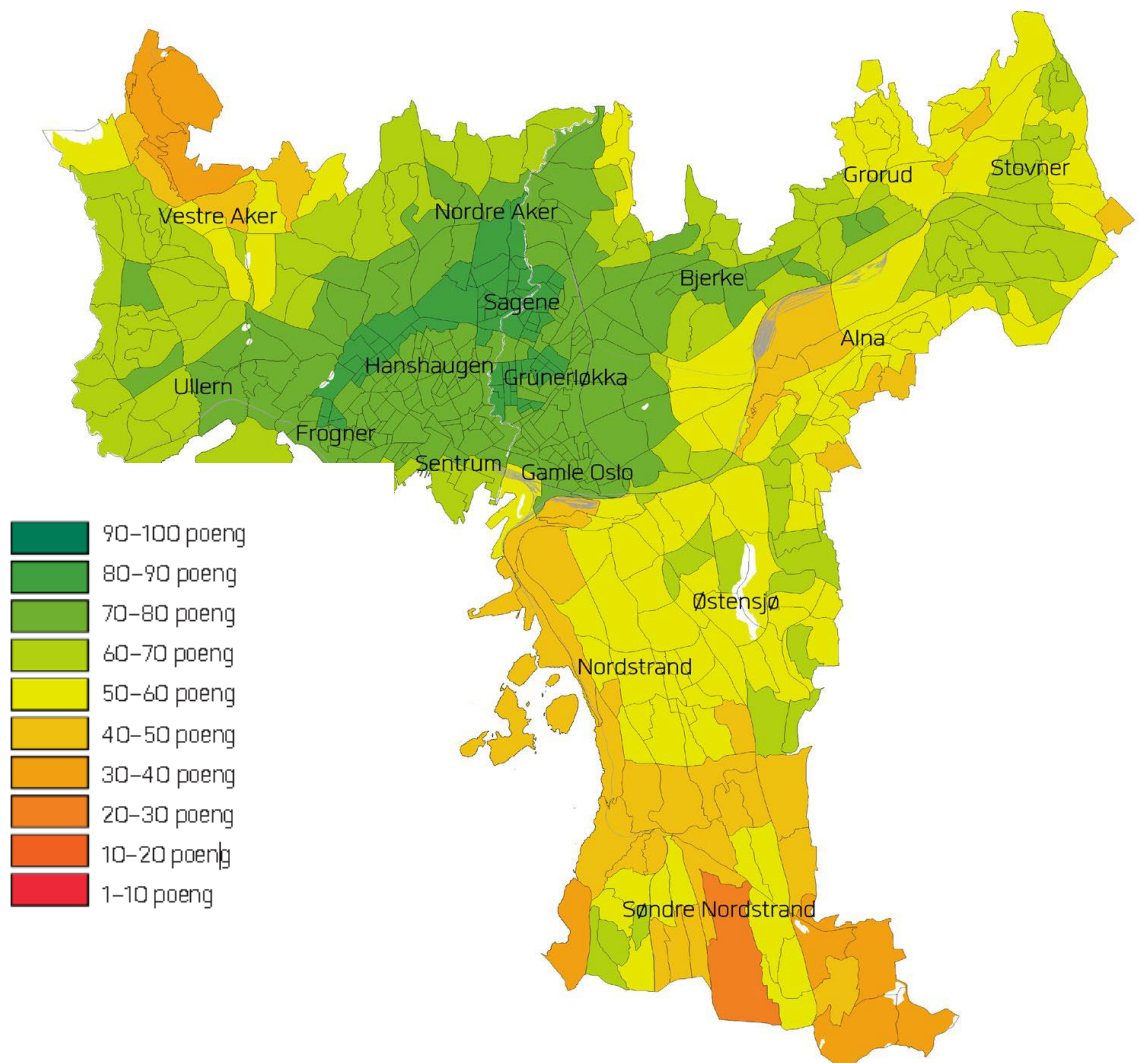 Vestre Aker
Nordre Aker
Grorud
Stovner
Bjerke
Sagene
Alna
Hanshaugen
Grünerløkka
Ullern
Frogner
Sentrum
Gamle Oslo
Østensjø
Nordstrand
Søndre Nordstrand
90–100 poeng
80–90 poeng
70–80 poeng
60–70 poeng
50–60 poeng
40–50 poeng
30–40 poeng
20–30 poeng
10–20 poeng
1–10 poeng